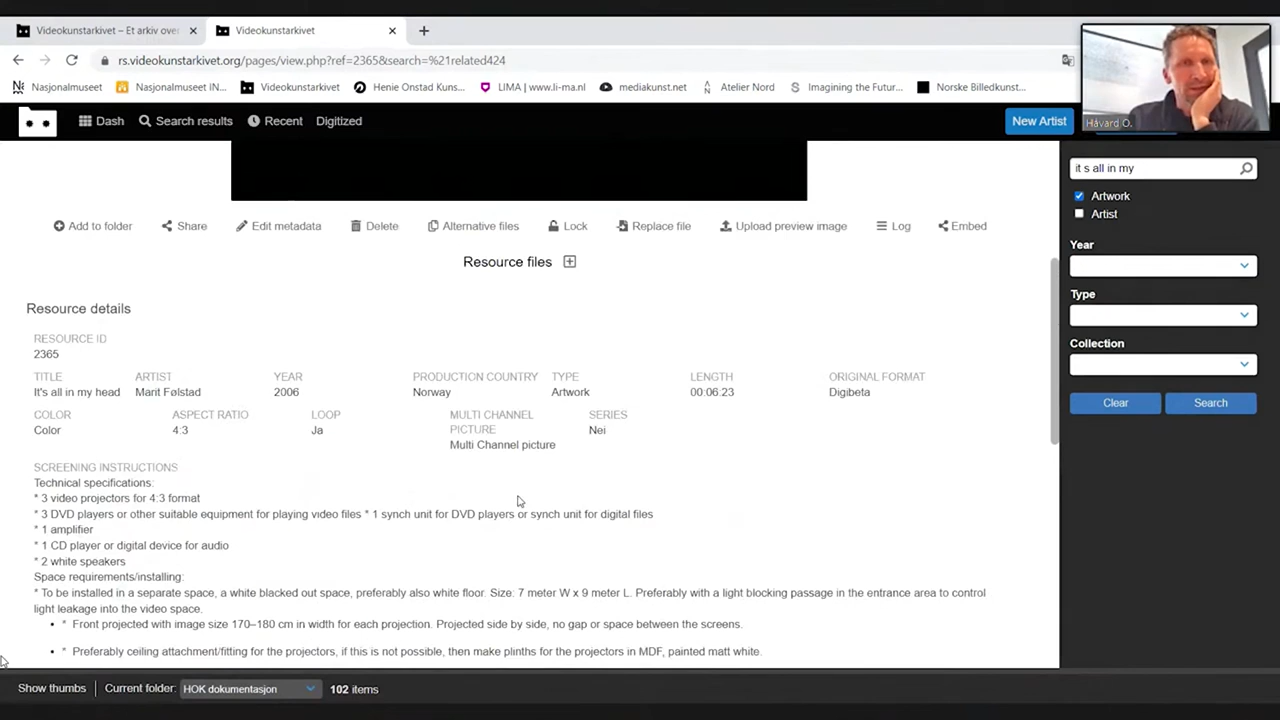 Videokunstarkivet – Et arkiv over
Videokunstarkivet
rs.videokunstarkivet.org/pages/view.php?ref=2365&search=%21related424
Nasjonalmuseet
Nasjonalmuseet IN...
Videokunstarkivet
Henie Onstad Kuns...
LIMA | www.li-ma.nl
mediakunst.net
Atelier Nord
Imagining the Futur...
Norske Billedkunst...
Håvard O.
Dash
Search results
Recent
Digitized
New Artist
it s all in my
Artwork
Artist
Year
Type
Collection
Clear
Search
Add to folder
Share
Edit metadata
Delete
Alternative files
Lock
Replace file
Upload preview image
Log
Embed
Resource files
Resource details
RESOURCE ID
2365
TITLE ARTIST YEAR PRODUCTION COUNTRY TYPE LENGTH ORIGINAL FORMAT
It's all in my head Marit Følstad 2006 Norway Artwork 00:06.23 Digibeta
COLOR ASPECT RATIO LOOP MULTI CHANNEL PICTURE SERIES
Color 4:3 Ja Multi Channel picture Nei
SCREENING INSTRUCTIONS
Technical specifications:
* 3 video projectors for 4:3 format
* 3 DVD players or other suitable equipment for playing video files * 1 synch unit for DVD players or synch unit for digital files
* 1 amplifier
* 1 CD player or digital device for audio
* 2 white speakers
Space requirements/installing:
* To be installed in a separate space, a white blacked out space, preferably also white floor. Size: 7 meter W x 9 meter L. Preferably with a light blocking passage in the entrance area to control
light leakage into the video space.
• * Front projected with image size 170–180 cm in width for each projection. Projected side by side, no gap or space between the screens.
• * Preferably ceiling attachment/fitting for the projectors, if this is not possible, then make plinths for the projectors in MDF, painted matt white.
Show thumbs
Current folder: HOK dokumentasjon 102 items